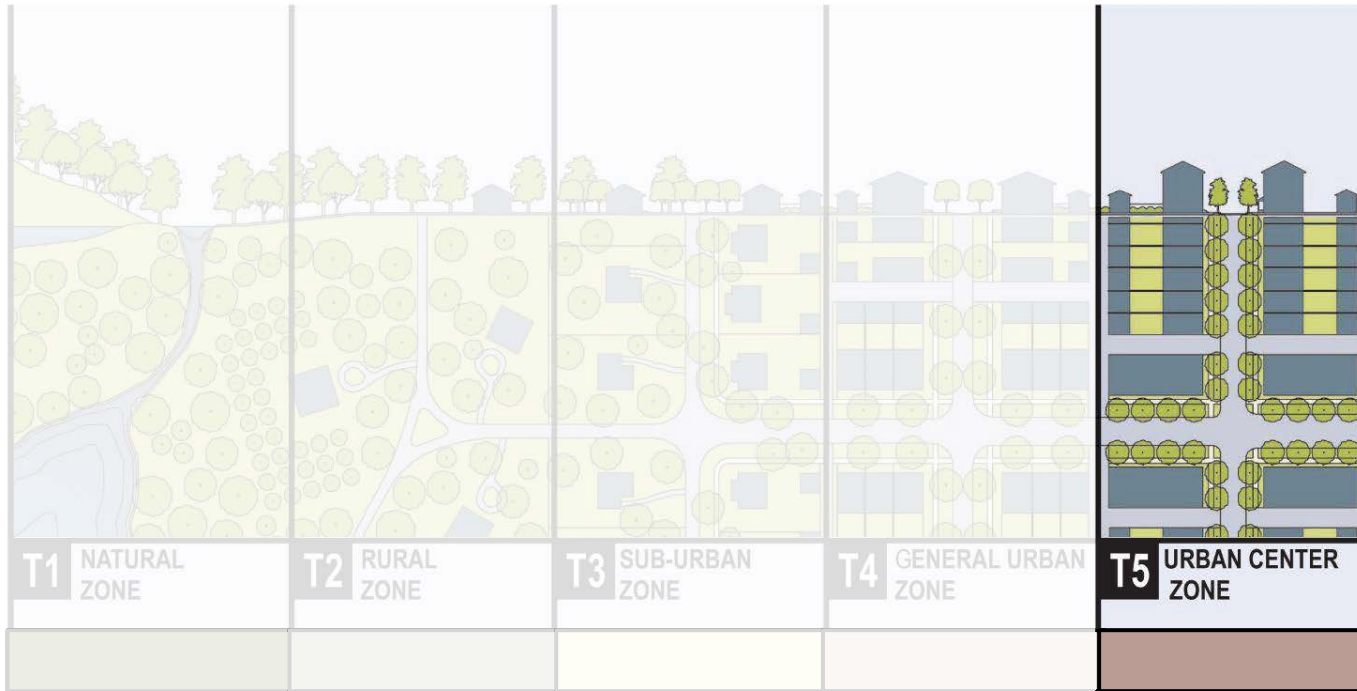 T1 NATURAL
ZONE
T2 RURAL
ZONE
T3 SUB-URBAN
ZONE
T4 GENERAL URBAN
ZONE
T5 URBAN CENTER
ZONE